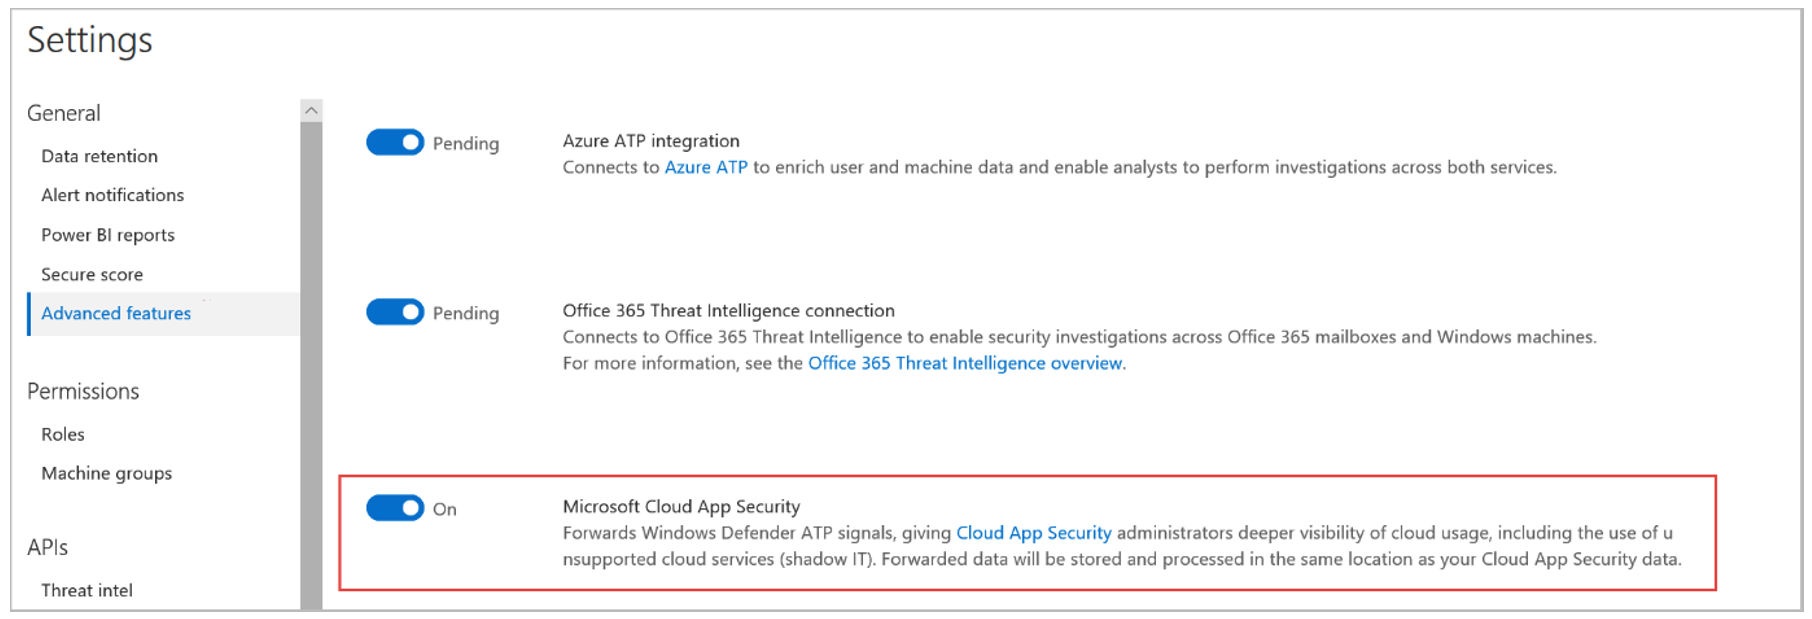 Settings
General
Data retention
Alert notifications
Power BI reports
Secure score
Advanced features
Permissions
Roles
Machine groups
APIs
Threat intel
Pending
Azure ATP integration
Connects to Azure ATP to enrich user and machine data and enable analysts to perform investigations across both services.
Pending
Office 365 Threat Intelligence connection
Connects to Office 365 Threat Intelligence to enable security investigations across Office 365 mailboxes and Windows machines.
For more information, see the Office 365 Threat Intelligence overview.
On
Microsoft Cloud App Security
Forwards Windows Defender ATP signals, giving Cloud App Security administrators deeper visibility of cloud usage, including the use of u
nsupported cloud services (shadow IT). Forwarded data will be stored and processed in the same location as your Cloud App Security data.